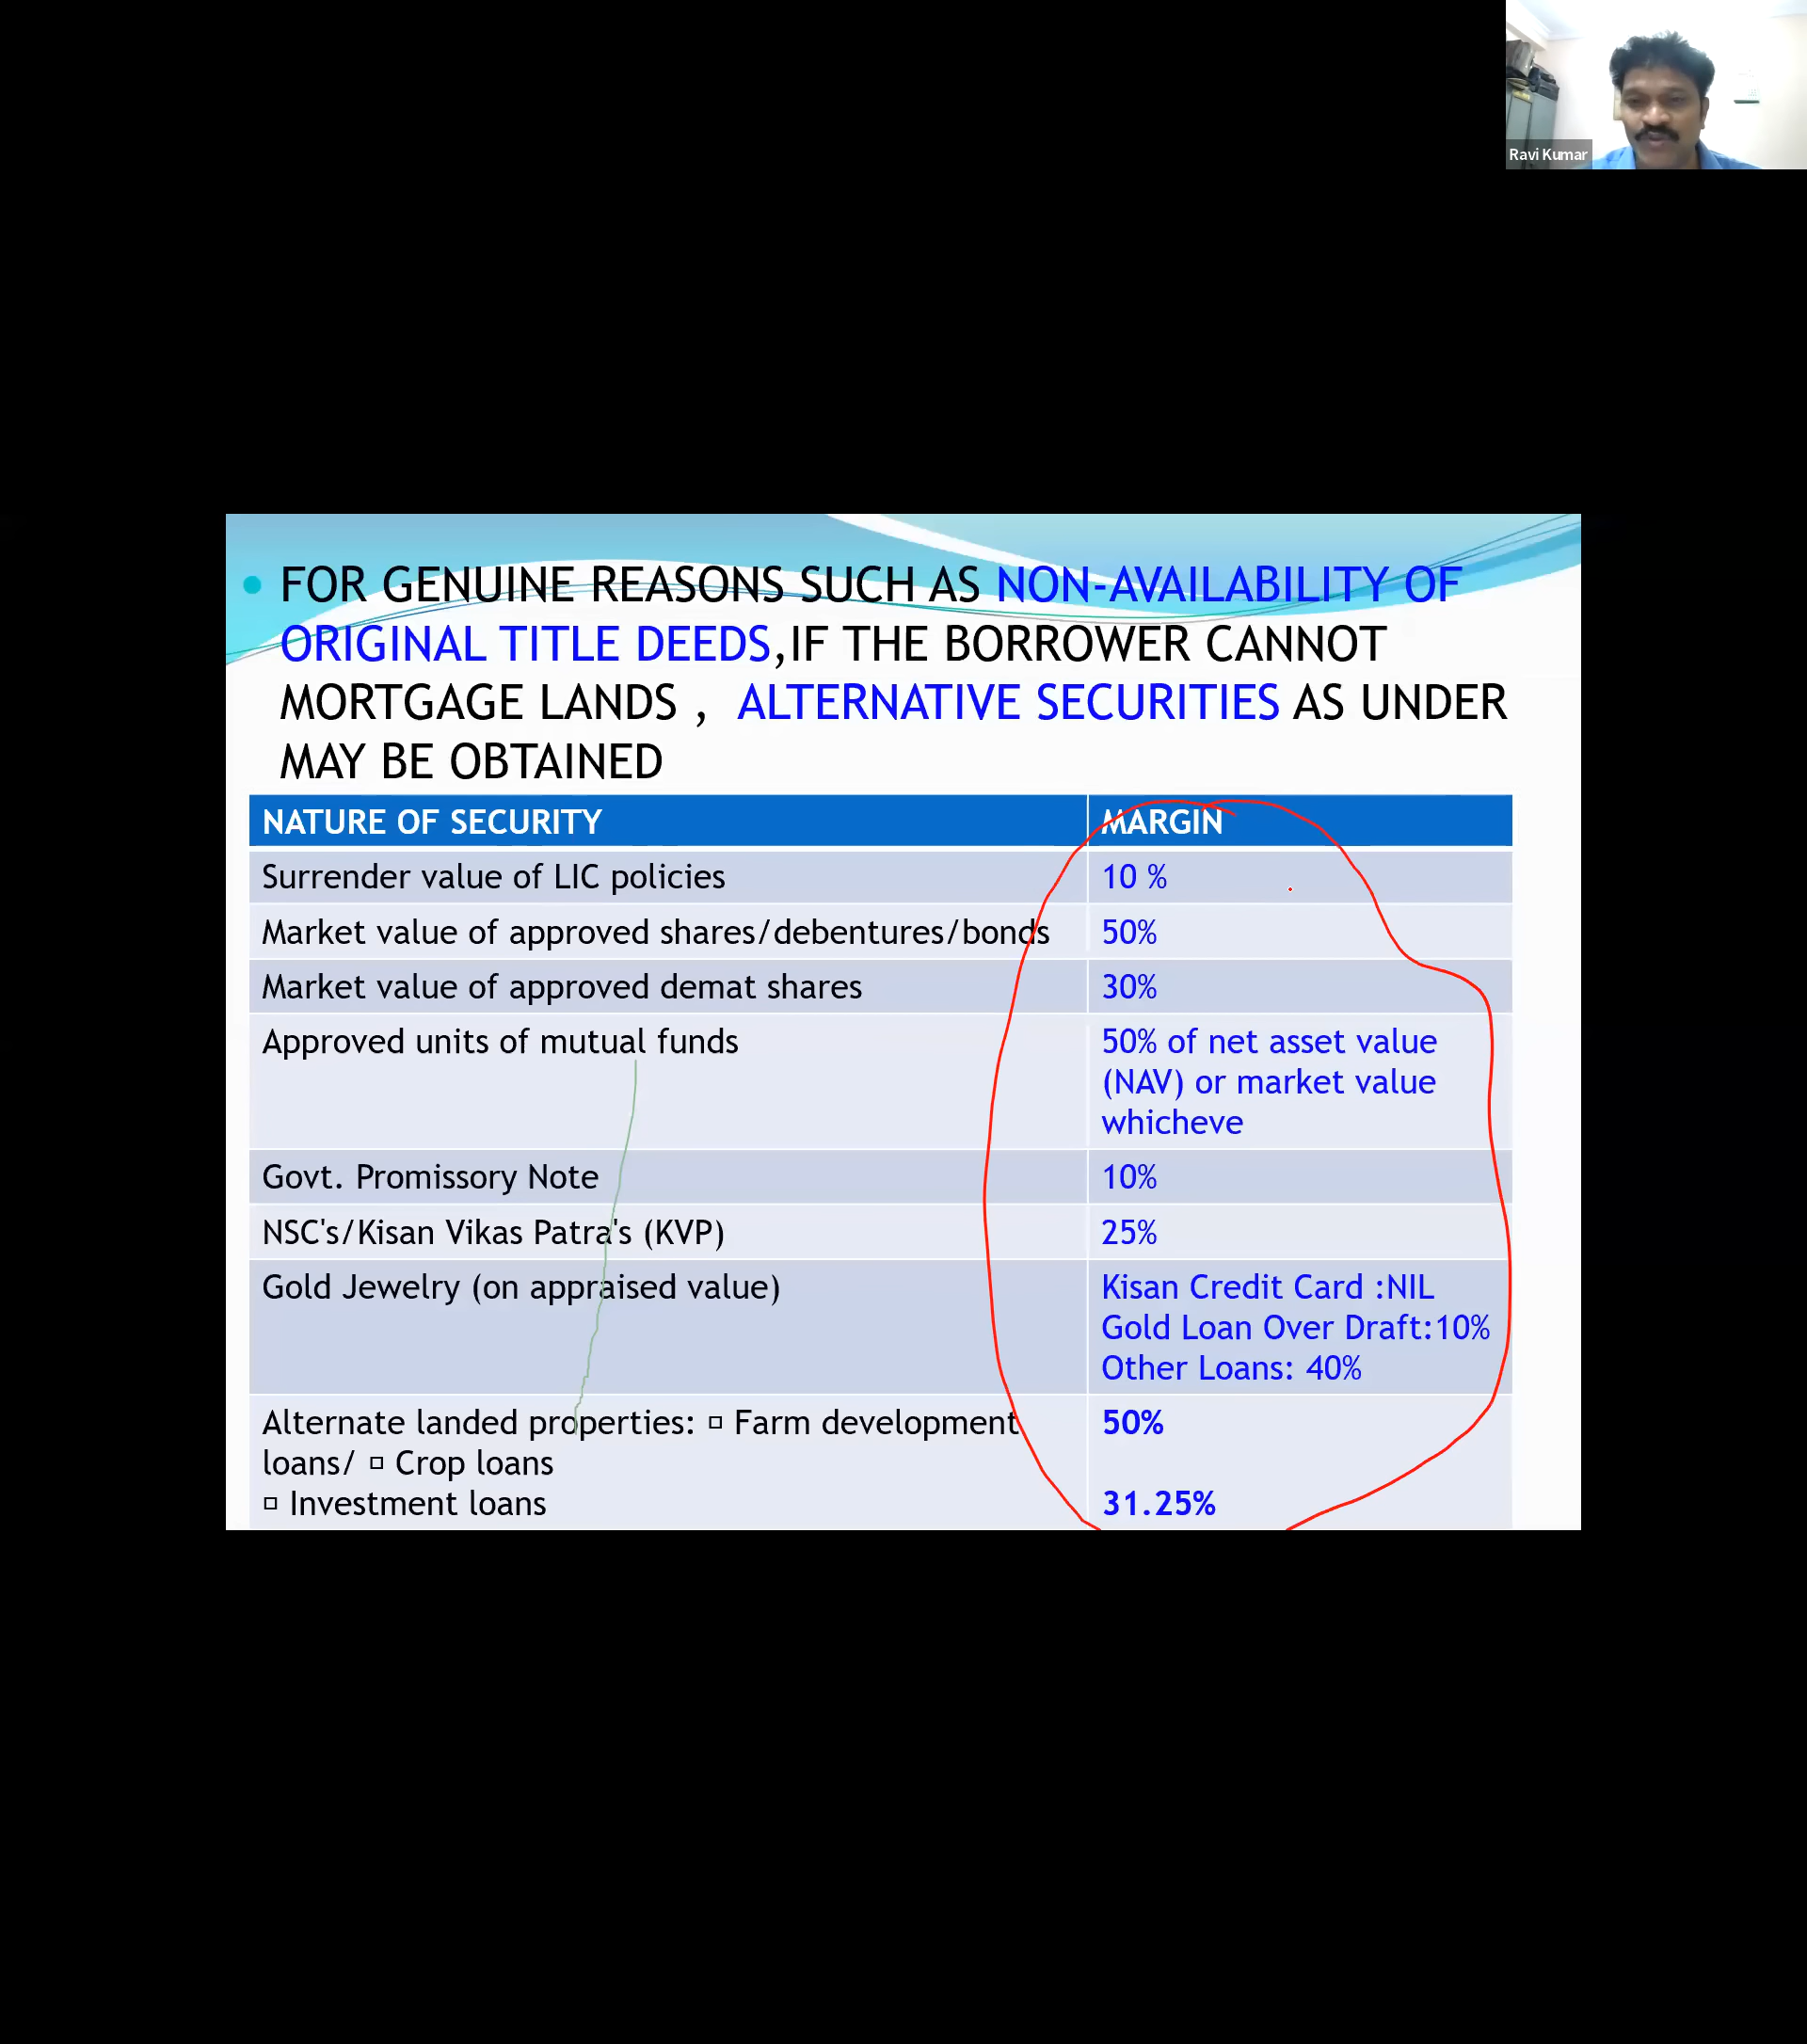 Ravi Kumar
• FOR GENUINE REASONS SUCH AS NON-AVAILABILITY OF
ORIGINAL TITLE DEEDS,IF THE BORROWER CANNOT
MORTGAGE LANDS , ALTERNATIVE SECURITIES AS UNDER
MAY BE OBTAINED
NATURE OF SECURITY MARGIN
Surrender value of LIC policies 10 %
Market value of approved shares/debentures/bonds 50%
Market value of approved demat shares 30%
Approved units of mutual funds 50% of net asset value
(NAV) or market value
whicheve
Govt. Promissory Note 10%
NSC's/Kisan Vikas Patra's (KVP) 25%
Gold Jewelry (on appraised value) Kisan Credit Card :NIL
Gold Loan Over Draft:10%
Other Loans: 40%
Alternate landed properties: □ Farm development 50%
loans/ □ Crop loans
□ Investment loans 31.25%